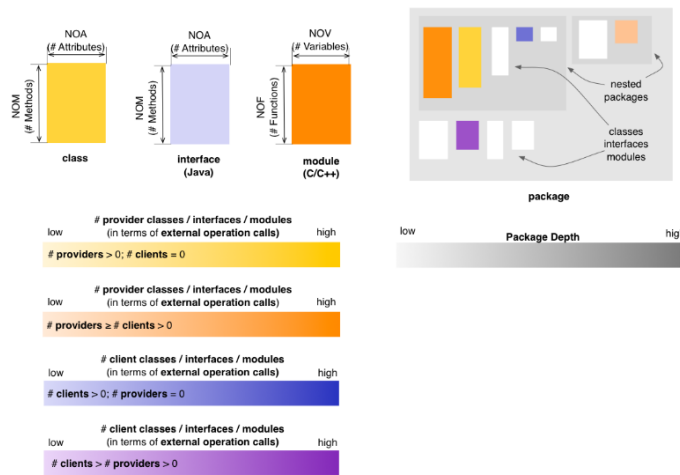 NOA
(# Attributes)
NOM
(# Methods)
class
NOA
(# Attributes)
NOM
(# Methods)
interface
(Java)
NOV
(# Variables)
NOF
(# Functions)
module
(C/C++)
nested
packages
classes
interfaces
modules
package
# provider classes / interfaces / modules
low (in terms of external operation calls) high
# providers > 0; # clients = 0
low Package Depth high
# provider classes / interfaces / modules
low (in terms of external operation calls) high
# providers ≥ # clients > 0
# client classes / interfaces / modules
low (in terms of external operation calls) high
# clients > 0; # providers = 0
# client classes / interfaces / modules
low (in terms of external operation calls) high
# clients > # providers > 0